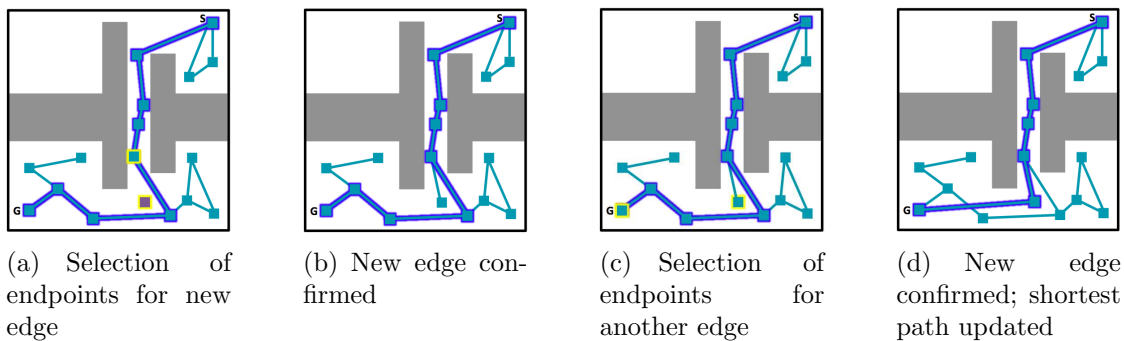 S
G
S
G
S
G
S
G
(a) Selection of
endpoints for new
edge
(b) New edge con-
firmed
(c) Selection of
endpoints for
another edge
(d) New edge
confirmed; shortest
path updated